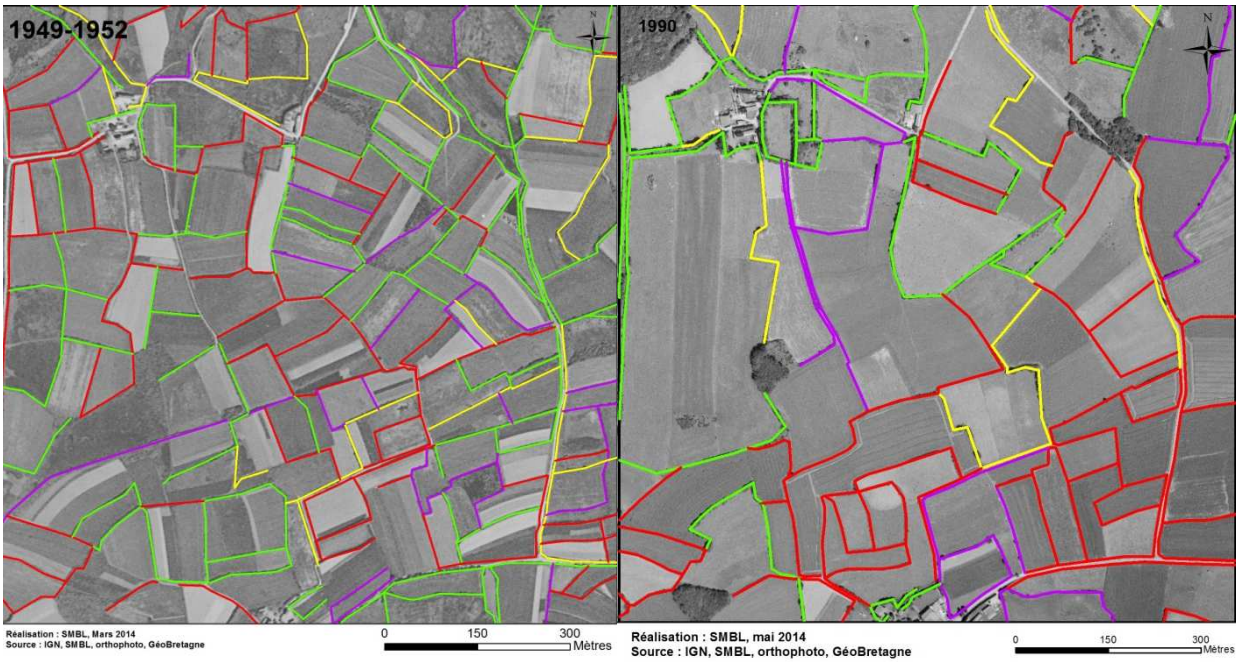 1949-1952
N
Réalisation : SMBL, Mars 2014
Source : IGN, SMBL, orthophoto, GéoBretagne
0 150 300
Mètres
1990
N
Réalisation : SMBL, mai 2014
Source : IGN, SMBL, orthophoto, GéoBretagne
0 150 300
Mètres